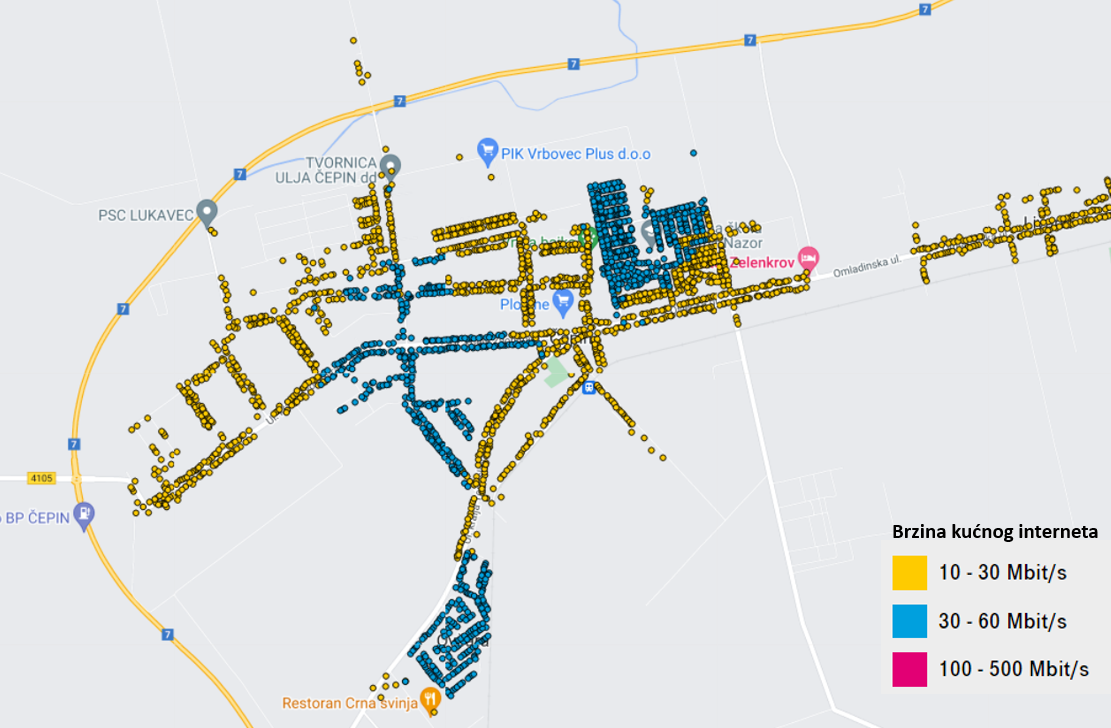 7
7
7
7
7
TVORNICA
ULJA ČEPIN dd
PIK Vrbovec Plus d.o.o
PSC LUKAVEC
Nazor
Zelenkrov
Omladinska ul.
7
7
4105
BP ČEPIN
7
Restoran Crna svinja
Brzina kućnog interneta
10 - 30 Mbit/s
30 - 60 Mbit/s
100 - 500 Mbit/s